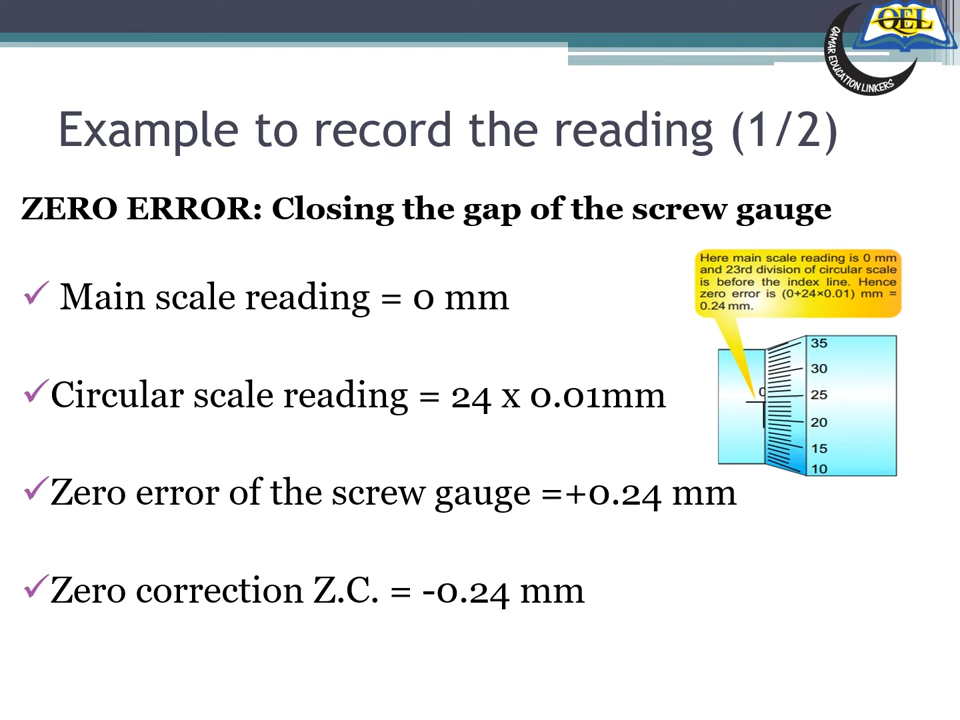 QEL
QAMAR EDUCATION LINKERS
Example to record the reading (1/2)
ZERO ERROR: Closing the gap of the screw gauge
✓ Main scale reading = 0 mm
✓Circular scale reading = 24 x 0.01mm
✓Zero error of the screw gauge =+0.24 mm
✓Zero correction Z.C. = -0.24 mm
Here main scale reading is 0 mm
and 23rd division of circular scale
is before the index line. Hence
zero error is (0+24×0.01) mm =
0.24 mm.
0
35
30
25
20
15
10